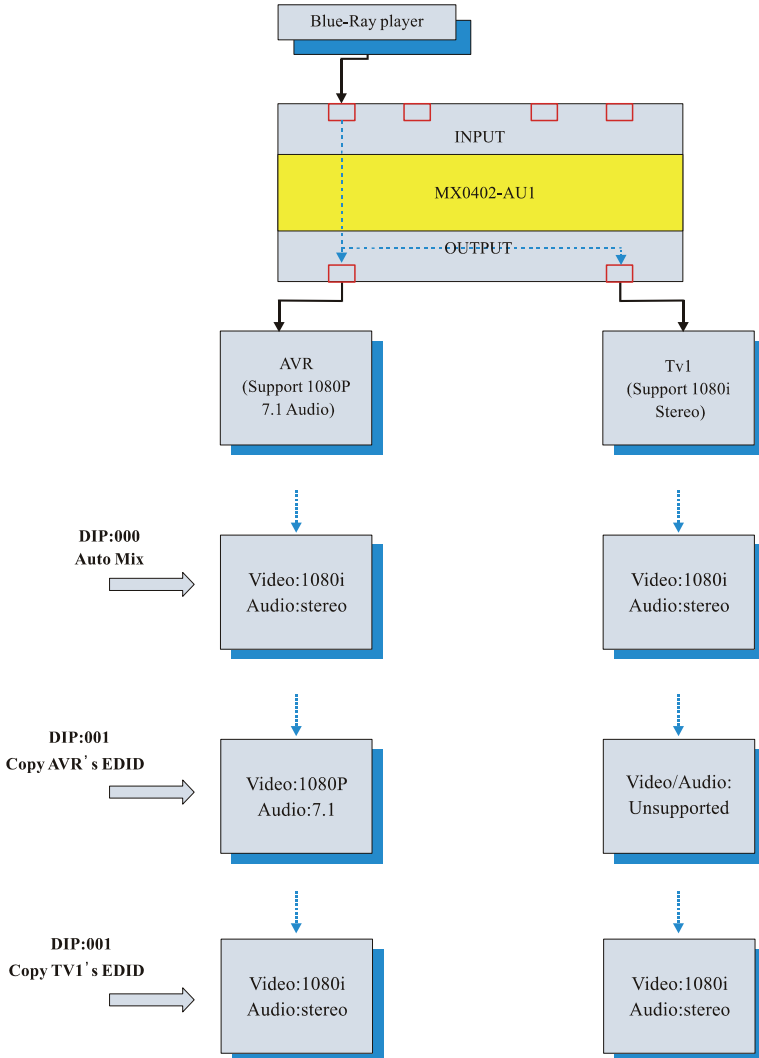 Blue-Ray player
INPUT
MX0402-AU1
OUTPUT
AVR
(Support 1080P
7.1 Audio)
Tv1
(Support 1080i
Stereo)
DIP:000
Auto Mix
Video:1080i
Audio:stereo
Video:1080i
Audio:stereo
DIP:001
Copy AVR's EDID
Video:1080P
Audio:7.1
Video/Audio:
Unsupported
DIP:001
Copy TV1's EDID
Video:1080i
Audio:stereo
Video:1080i
Audio:stereo